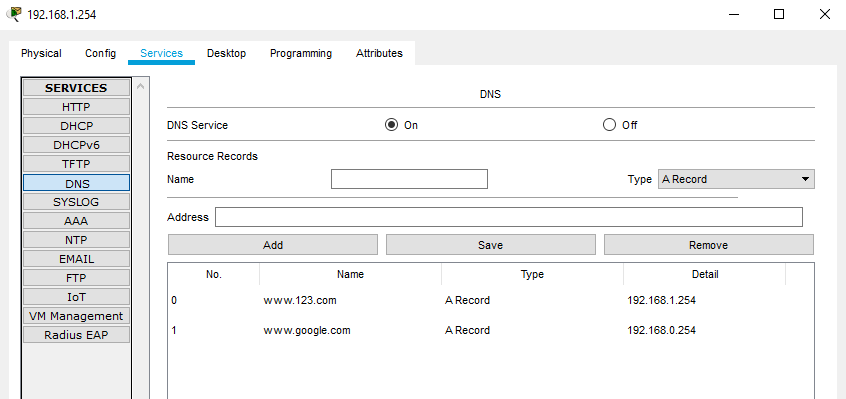 192.168.1.254
Physical Config Services Desktop Programming Attributes
SERVICES
HTTP
DHCP
DHCPv6
TFTP
DNS
SYSLOG
AAA
NTP
EMAIL
FTP
IoT
VM Management
Radius EAP
DNS
DNS Service On Off
Resource Records
Name Type A Record
Address
Add Save Remove
No. Name Type Detail
0 www.123.com A Record 192.168.1.254
1 www.google.com A Record 192.168.0.254